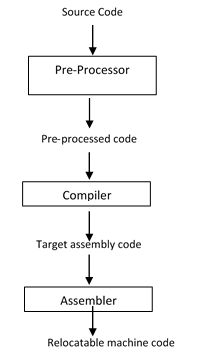 Source Code
Pre-Processor
Pre-processed code
Compiler
Target assembly code
Assembler
Relocatable machine code